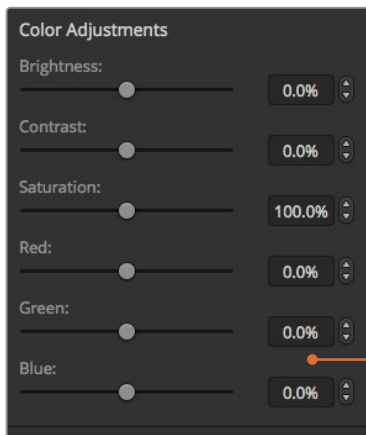 Color Adjustments
Brightness:
0.0%
Contrast:
0.0%
Saturation:
100.0%
Red:
0.0%
Green:
0.0%
Blue:
0.0%